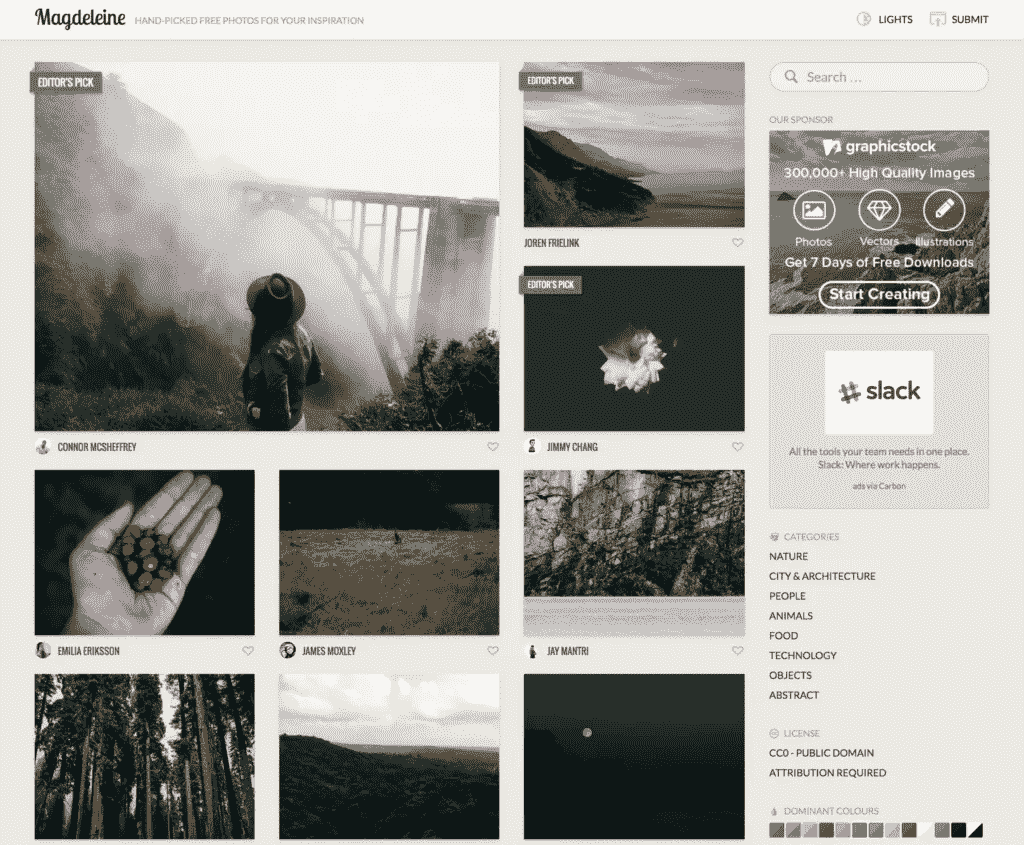 Magdeleine
HAND-PICKED FREE PHOTOS FOR YOUR INSPIRATION
LIGHTS
SUBMIT
EDITOR'S PICK
CONNOR MCSHEFFREY
EDITOR'S PICK
JOREN FRIELINK
EDITOR'S PICK
JIMMY CHANG
EMILIA ERIKSSON
JAMES MOXLEY
JAY MANTRI
Search ...
OUR SPONSOR
graphicstock
300,000+ High Quality Images
Photos Vectors Illustrations
Get 7 Days of Free Downloads
Start Creating
slack
All the tools your team needs in one place.
Slack: Where work happens.
ads via Carbon
CATEGORIES
NATURE
CITY & ARCHITECTURE
PEOPLE
ANIMALS
FOOD
TECHNOLOGY
OBJECTS
ABSTRACT
LICENSE
CC0 - PUBLIC DOMAIN
ATTRIBUTION REQUIRED
DOMINANT COLOURS